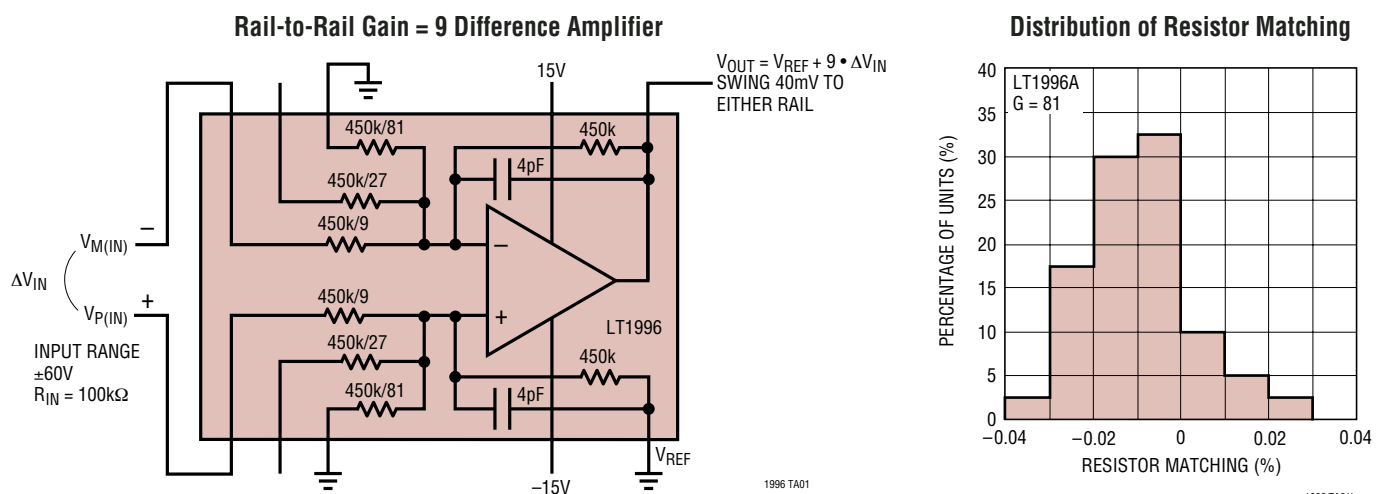 Rail-to-Rail Gain = 9 Difference Amplifier
15V
VOUT = VREF + 9 • ΔVIN
SWING 40mV TO
EITHER RAIL
450k/81
450k
4pF
450k/27
450k/9
–
VM(IN)
–
ΔVIN
+
VP(IN)
450k/9
+
LT1996
INPUT RANGE
±60V
RIN = 100kΩ
450k/27
450k
450k/81
4pF
VREF
–15V
1996 TA01
Distribution of Resistor Matching
LT1996A
G = 81
PERCENTAGE OF UNITS (%)
40
35
30
25
20
15
10
5
0
–0.04
–0.02
0
0.02
0.04
RESISTOR MATCHING (%)